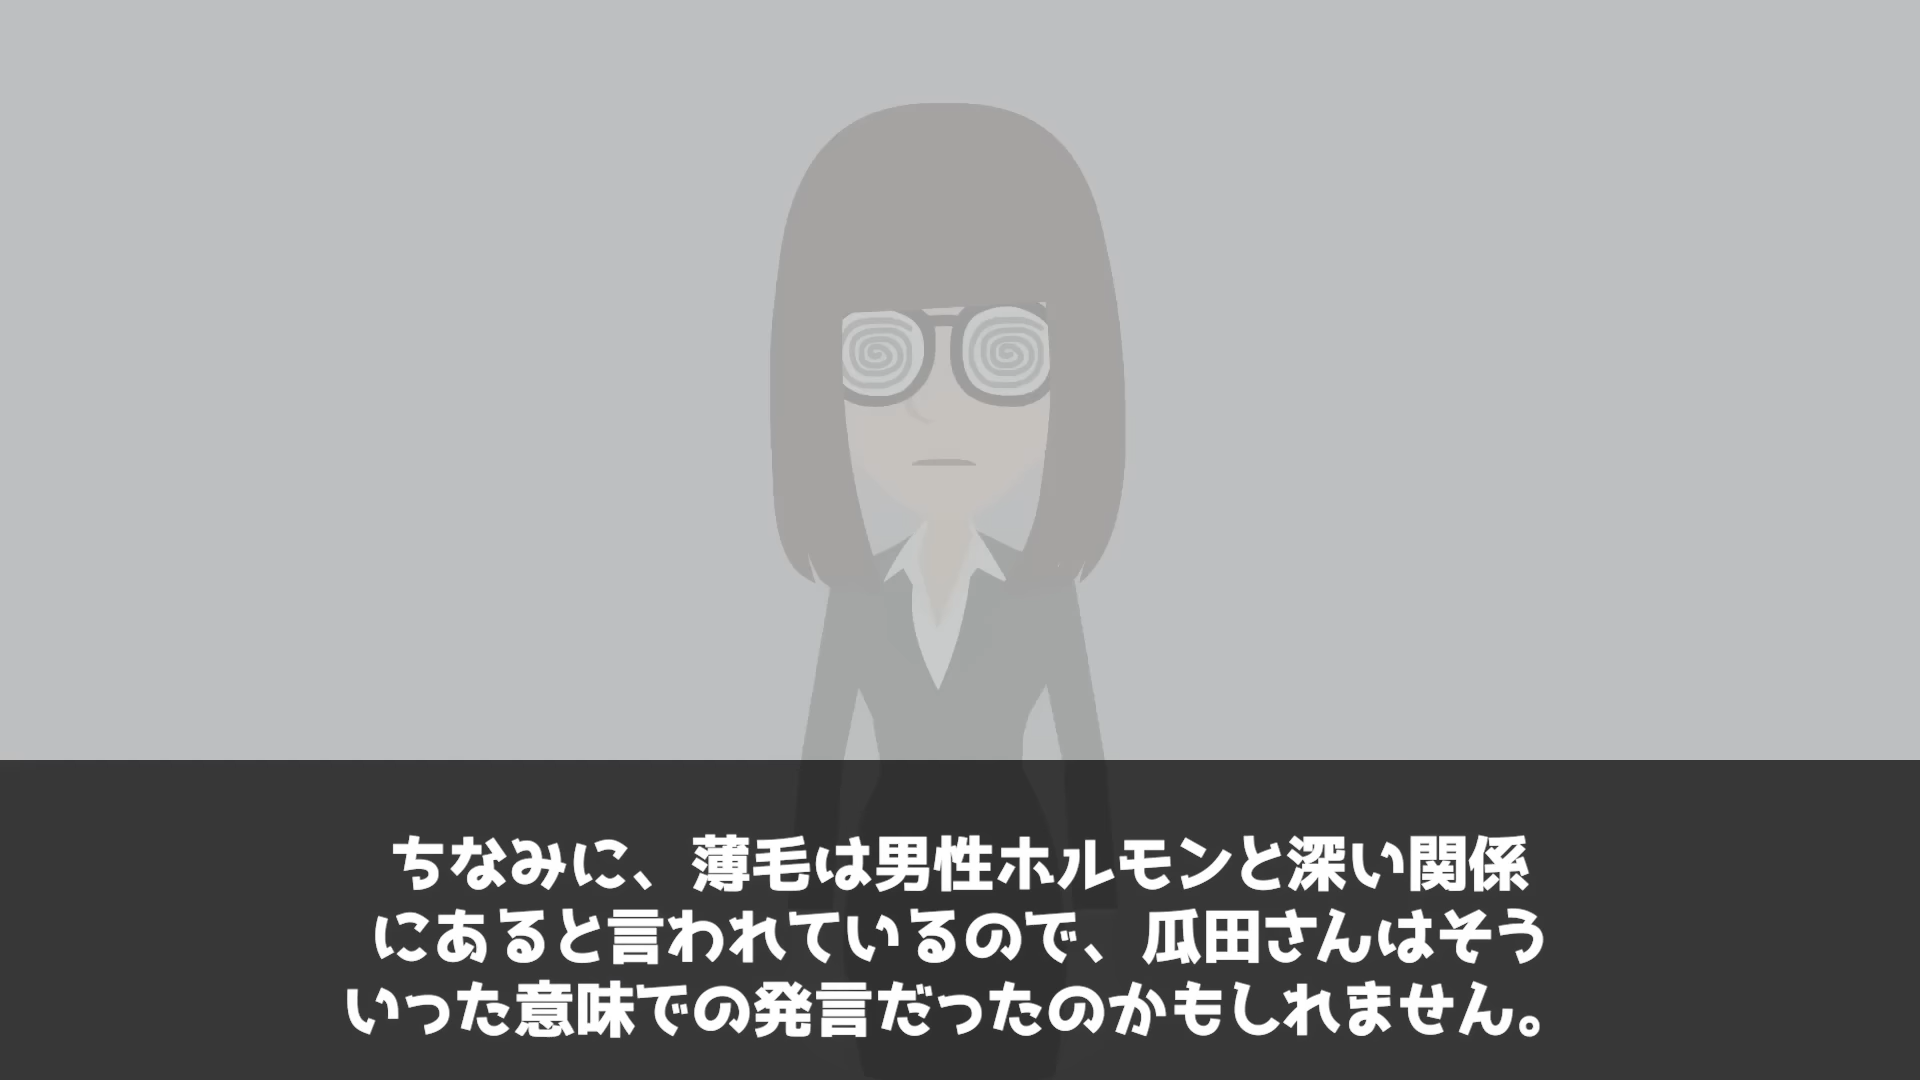 ちなみに、薄毛は男性ホルモンと深い関係
にあると言われているので、瓜田さんはそう
いった意味での発言だったのかもしれません。